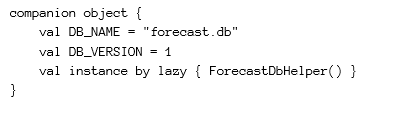 companion object {
    val DB_NAME = "forecast.db"
    val DB_VERSION = 1
    val instance by lazy { ForecastDbHelper() }
}